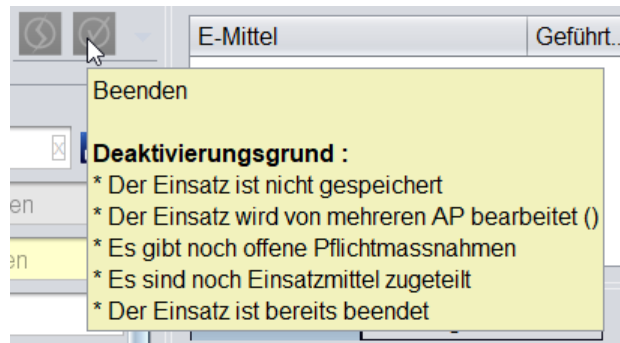 E-Mittel
Geführt..
Beenden
Deaktivierungsgrund :
* Der Einsatz ist nicht gespeichert
* Der Einsatz wird von mehreren AP bearbeitet ()
* Es gibt noch offene Pflichtmassnahmen
* Es sind noch Einsatzmittel zugeteilt
* Der Einsatz ist bereits beendet
en
en